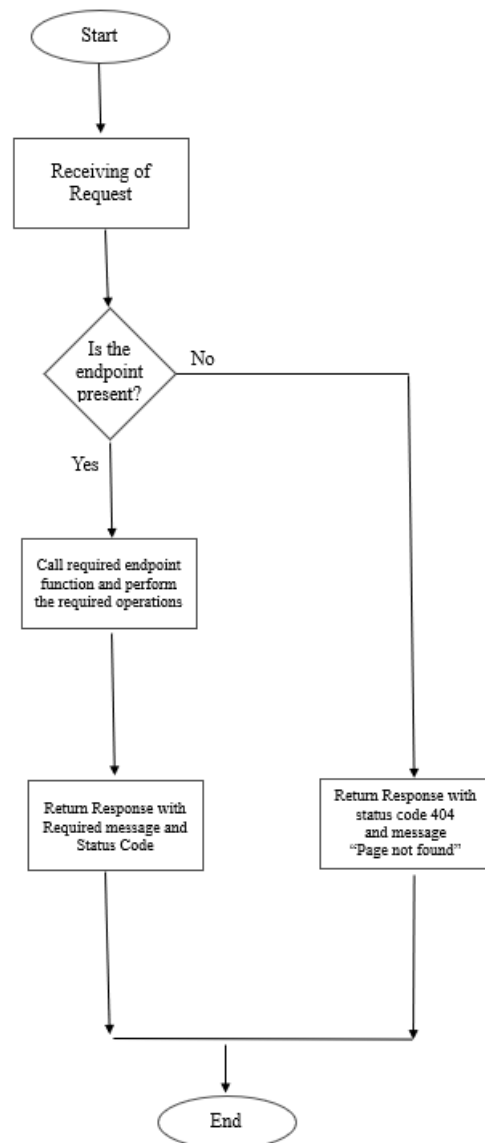 Start
Receiving of
Request
Is the
endpoint
present?
No
Yes
Call required endpoint
function and perform
the required operations
Return Response with
Required message and
Status Code
Return Response with
status code 404
and message
“Page not found”
End